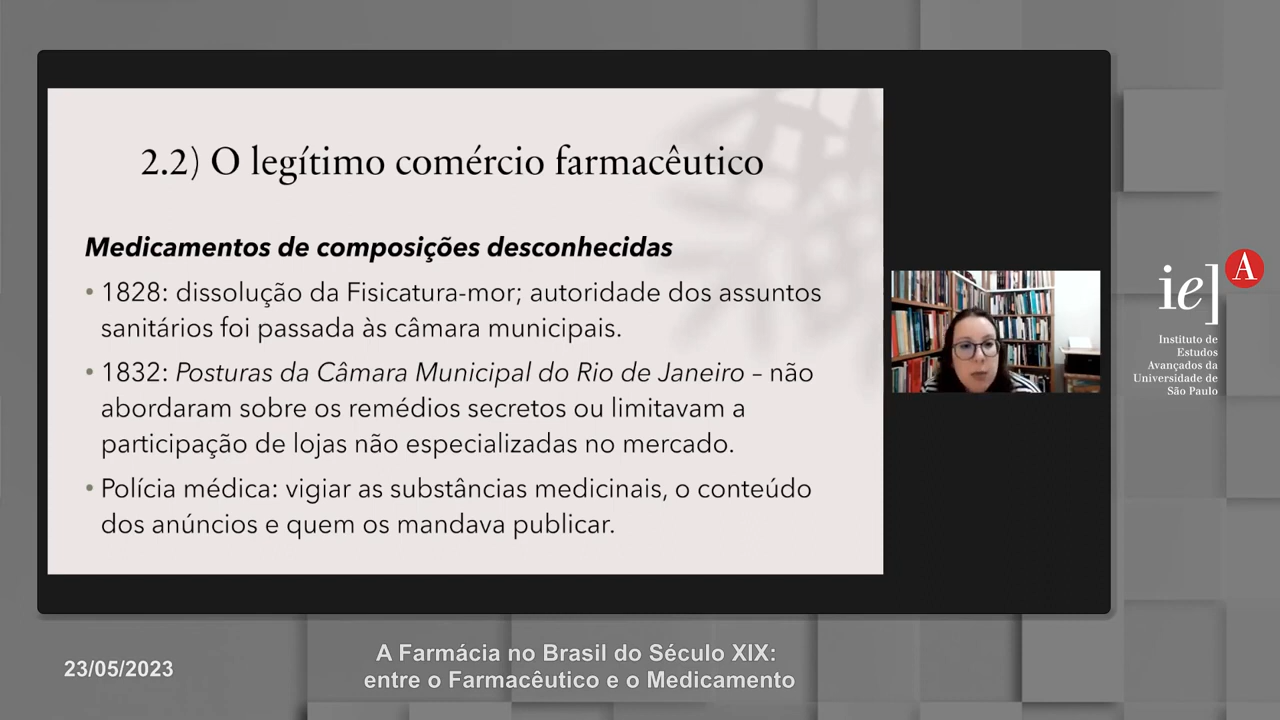 2.2) O legítimo comércio farmacêutico
Medicamentos de composições desconhecidas
• 1828: dissolução da Fisicatura-mor; autoridade dos assuntos
sanitários foi passada às câmara municipais.
• 1832: Posturas da Câmara Municipal do Rio de Janeiro – não
abordaram sobre os remédios secretos ou limitavam a
participação de lojas não especializadas no mercado.
• Polícia médica: vigiar as substâncias medicinais, o conteúdo
dos anúncios e quem os mandava publicar.
ie] A
Instituto de
Estudos
Avançados da
Universidade de
São Paulo
23/05/2023
A Farmácia no Brasil do Século XIX:
entre o Farmacêutico e o Medicamento